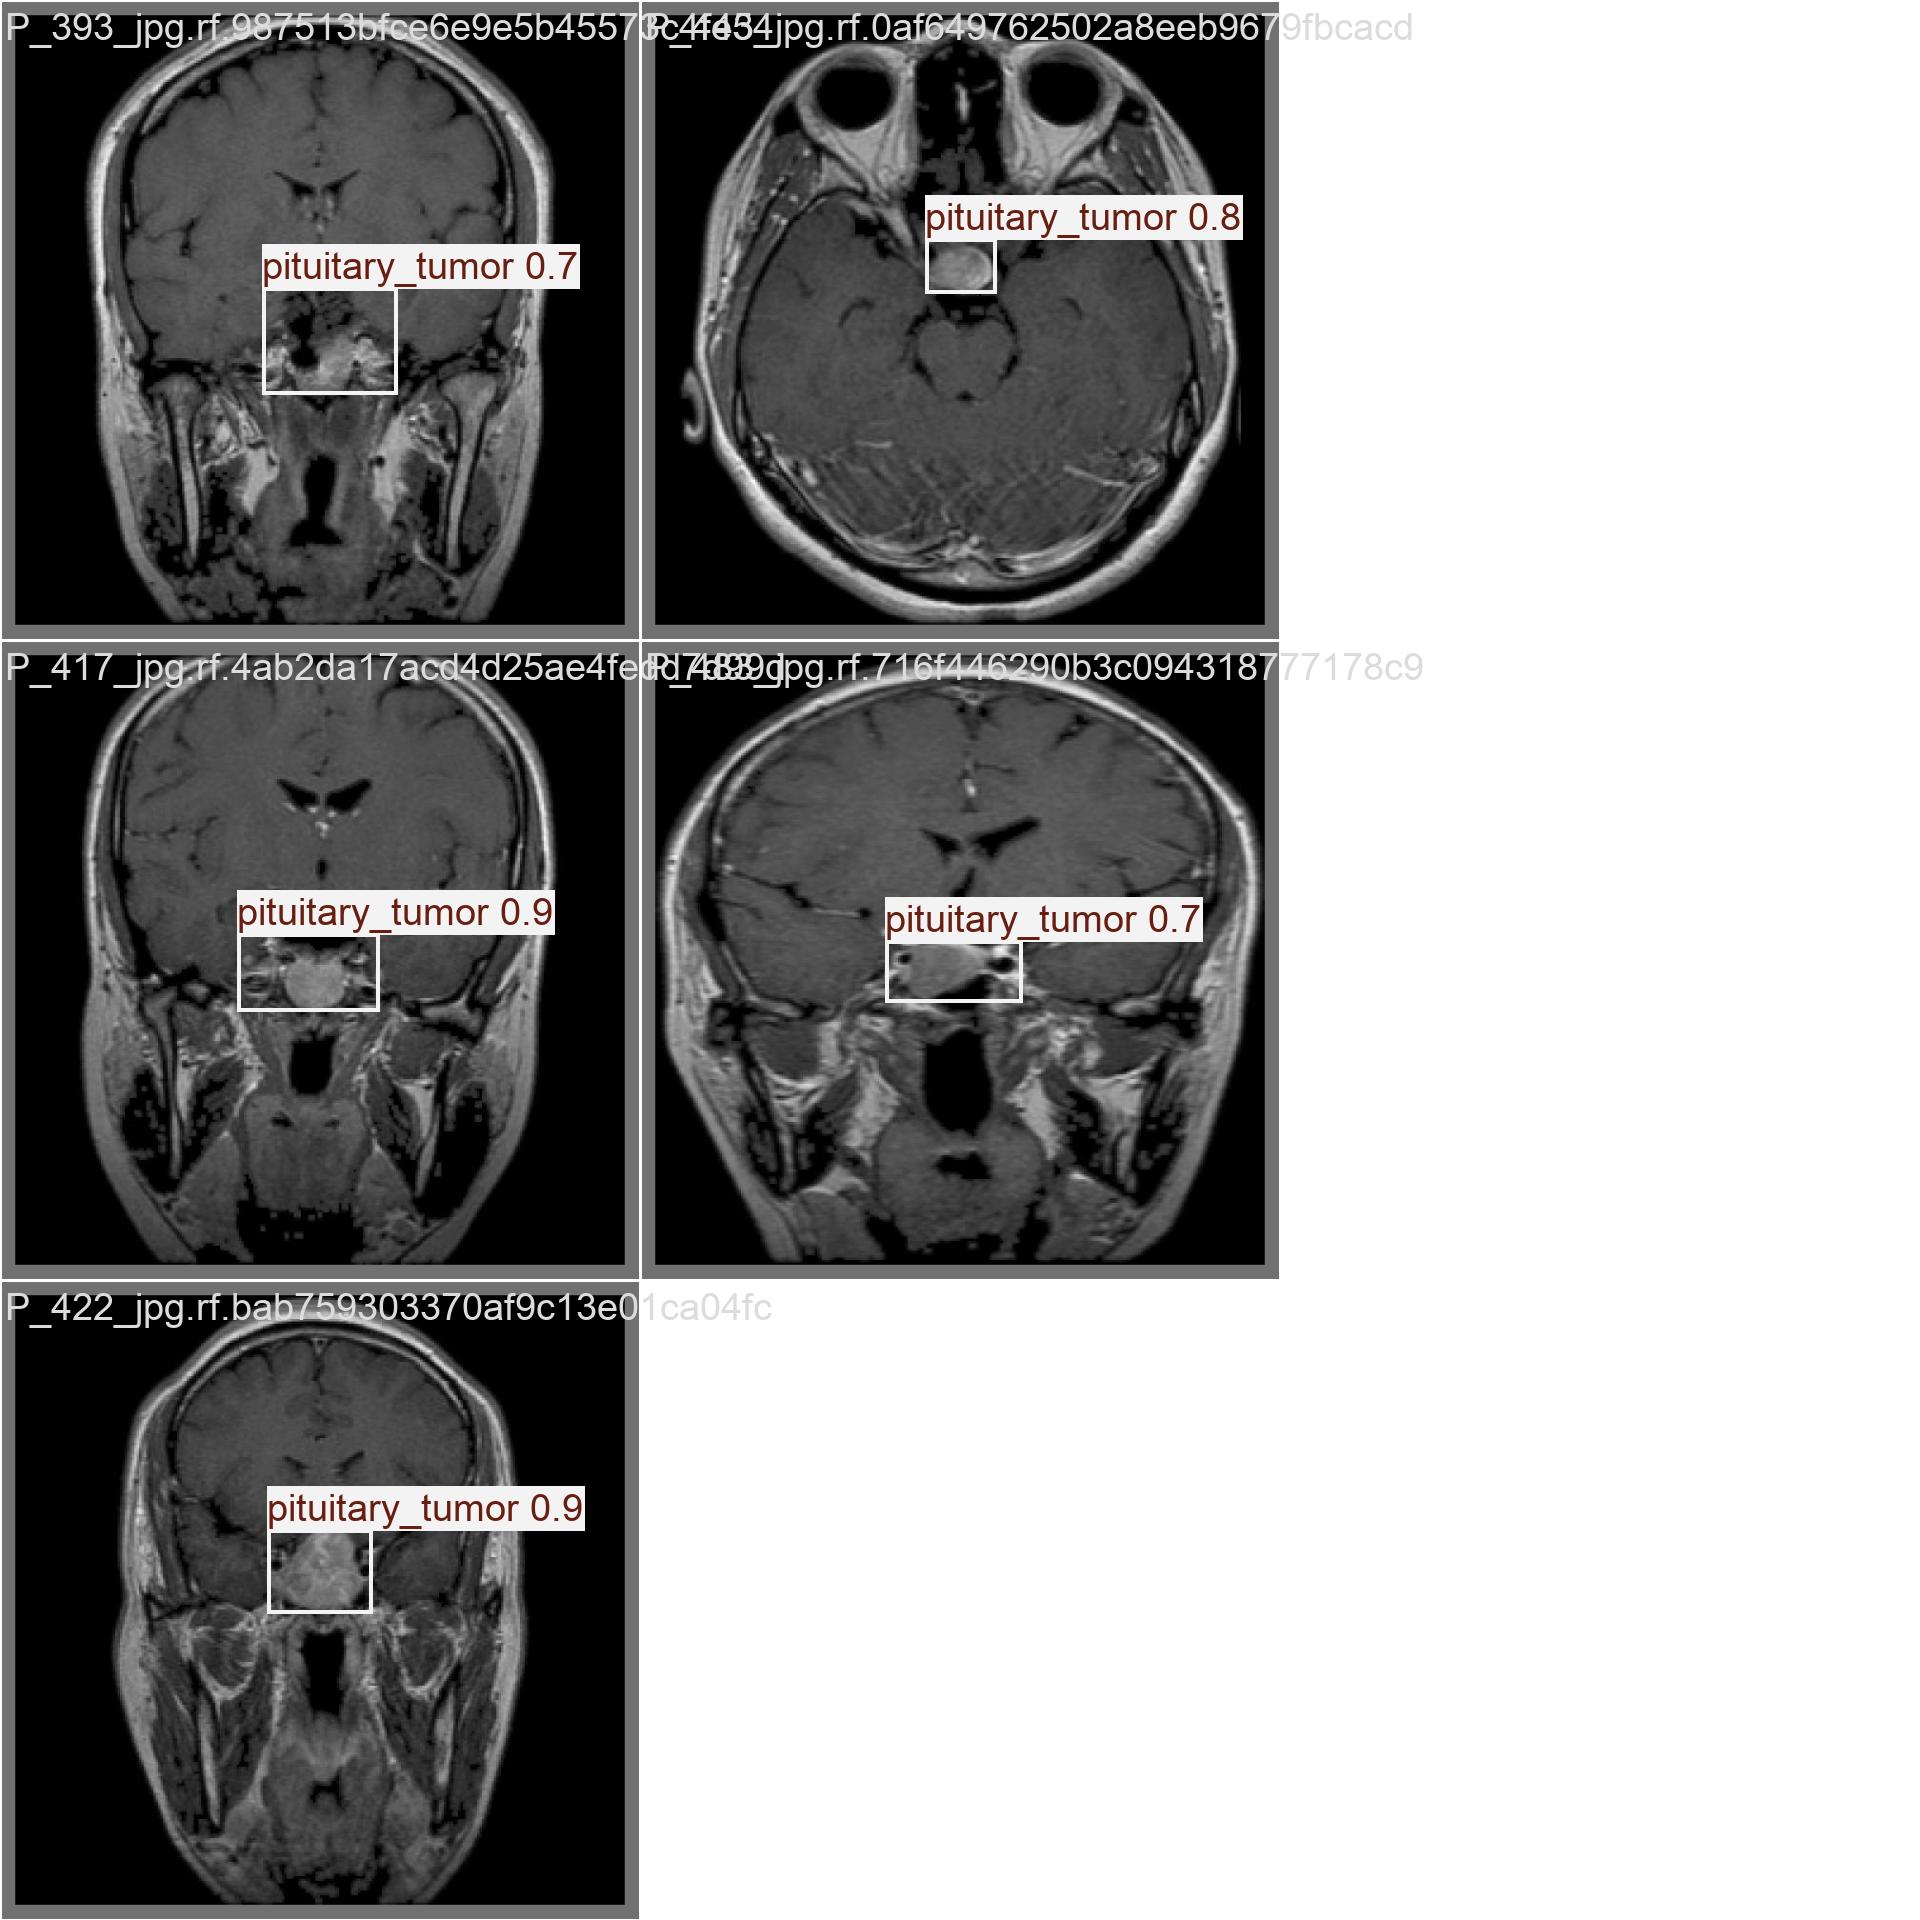 P_393_jpg.rf.987513bfce6e9e5b45573
jpg.rf.0af649762502a8eeb9679fbcacd
pituitary_tumor 0.8
pituitary_tumor 0.7
P_417_jpg.rf.4ab2da17acd4d25ae4fe
jpg.rf.716f446290b3c094318777178c9
pituitary_tumor 0.9
pituitary_tumor 0.7
P_422_jpg.rf.bab759303370af9c13e01ca04fc
pituitary_tumor 0.9